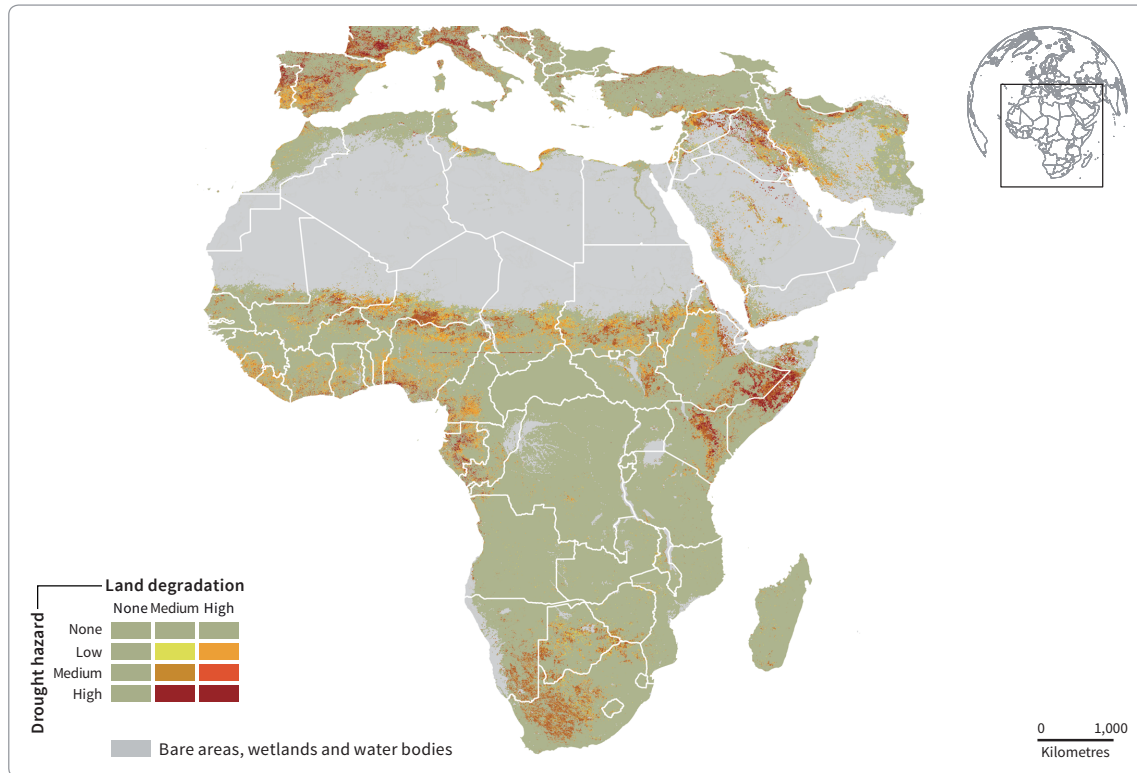 Land degradation
None Medium High
Drought hazard
None
Low
Medium
High
Bare areas, wetlands and water bodies
0 1,000
Kilometres